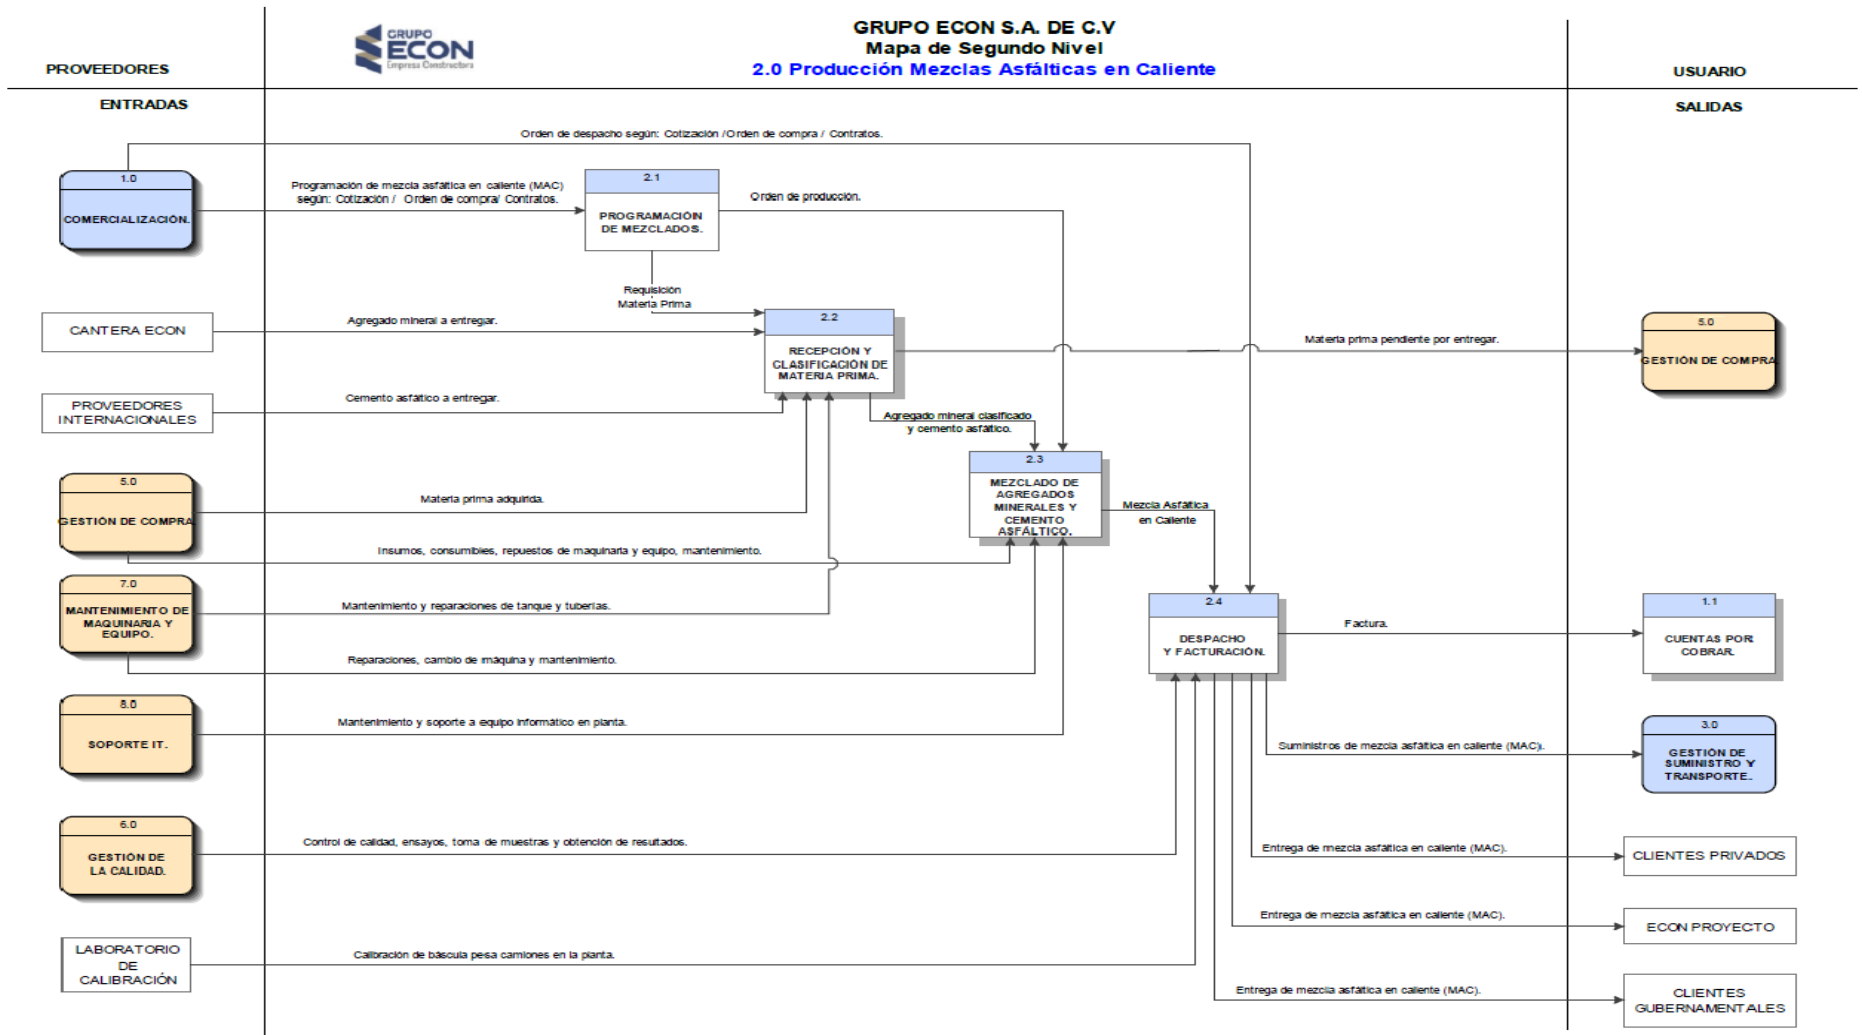 GRUPO ECON S.A. DE C.V
Mapa de Segundo Nivel
2.0 Producción Mezclas Asfálticas en Caliente
GRUPO
ECON
Empresa Constructora
PROVEEDORES
USUARIO
ENTRADAS
SALIDAS
Orden de despacho según: Cotización /Orden de compra / Contratos.
1.0
COMERCIALIZACIÓN.
Programación de mezcla asfáltica en caliente (MAC)
según: Cotización / Orden de compra/ Contratos.
2.1
PROGRAMACIÓN
DE MEZCLADOS.
Orden de producción.
Requisición
Materia Prima
CANTERA ECON
Agregado mineral a entregar.
2.2
RECEPCIÓN Y
CLASIFICACIÓN DE
MATERIA PRIMA.
Materia prima pendiente por entregar.
5.0
GESTIÓN DE COMPRA
PROVEEDORES
INTERNACIONALES
Cemento asfático a entregar.
Agregado mineral clasificado
y cemento asfático.
2.3
MEZCLADO DE
AGREGADOS
MINERALES Y
CEMENTO
ASFÁLTICO.
Mezcla Asfáltica
en Caliente
5.0
GESTIÓN DE COMPRA
Materia prima adquirida.
Insumos, consumibles, repuestos de maquinaria y equipo, mantenimiento.
7.0
MANTENIMIENTO DE
MAQUINARIA Y
EQUIPO.
Mantenimiento y reparaciones de tanque y tuberías.
Reparaciones, cambio de máquina y mantenimiento.
2.4
DESPACHO
Y FACTURACIÓN.
Factura.
1.1
CUENTAS POR
COBRAR.
8.0
SOPORTE IT.
Mantenimiento y soporte a equipo informático en planta.
Suministros de mezcla asfática en caliente (MAC).
3.0
GESTIÓN DE
SUMINISTRO Y
TRANSPORTE.
6.0
GESTIÓN DE
LA CALIDAD.
Control de calidad, ensayos, toma de muestras y obtención de resultados.
Entrega de mezcla asfática en caliente (MAC).
CLIENTES PRIVADOS
Entrega de mezcla asfática en caliente (MAC).
ECON PROYECTO
LABORATORIO
DE
CALIBRACIÓN
Calibración de báscula pesa camiones en la planta.
Entrega de mezcla asfática en caliente (MAC).
CLIENTES
GUBERNAMENTALES